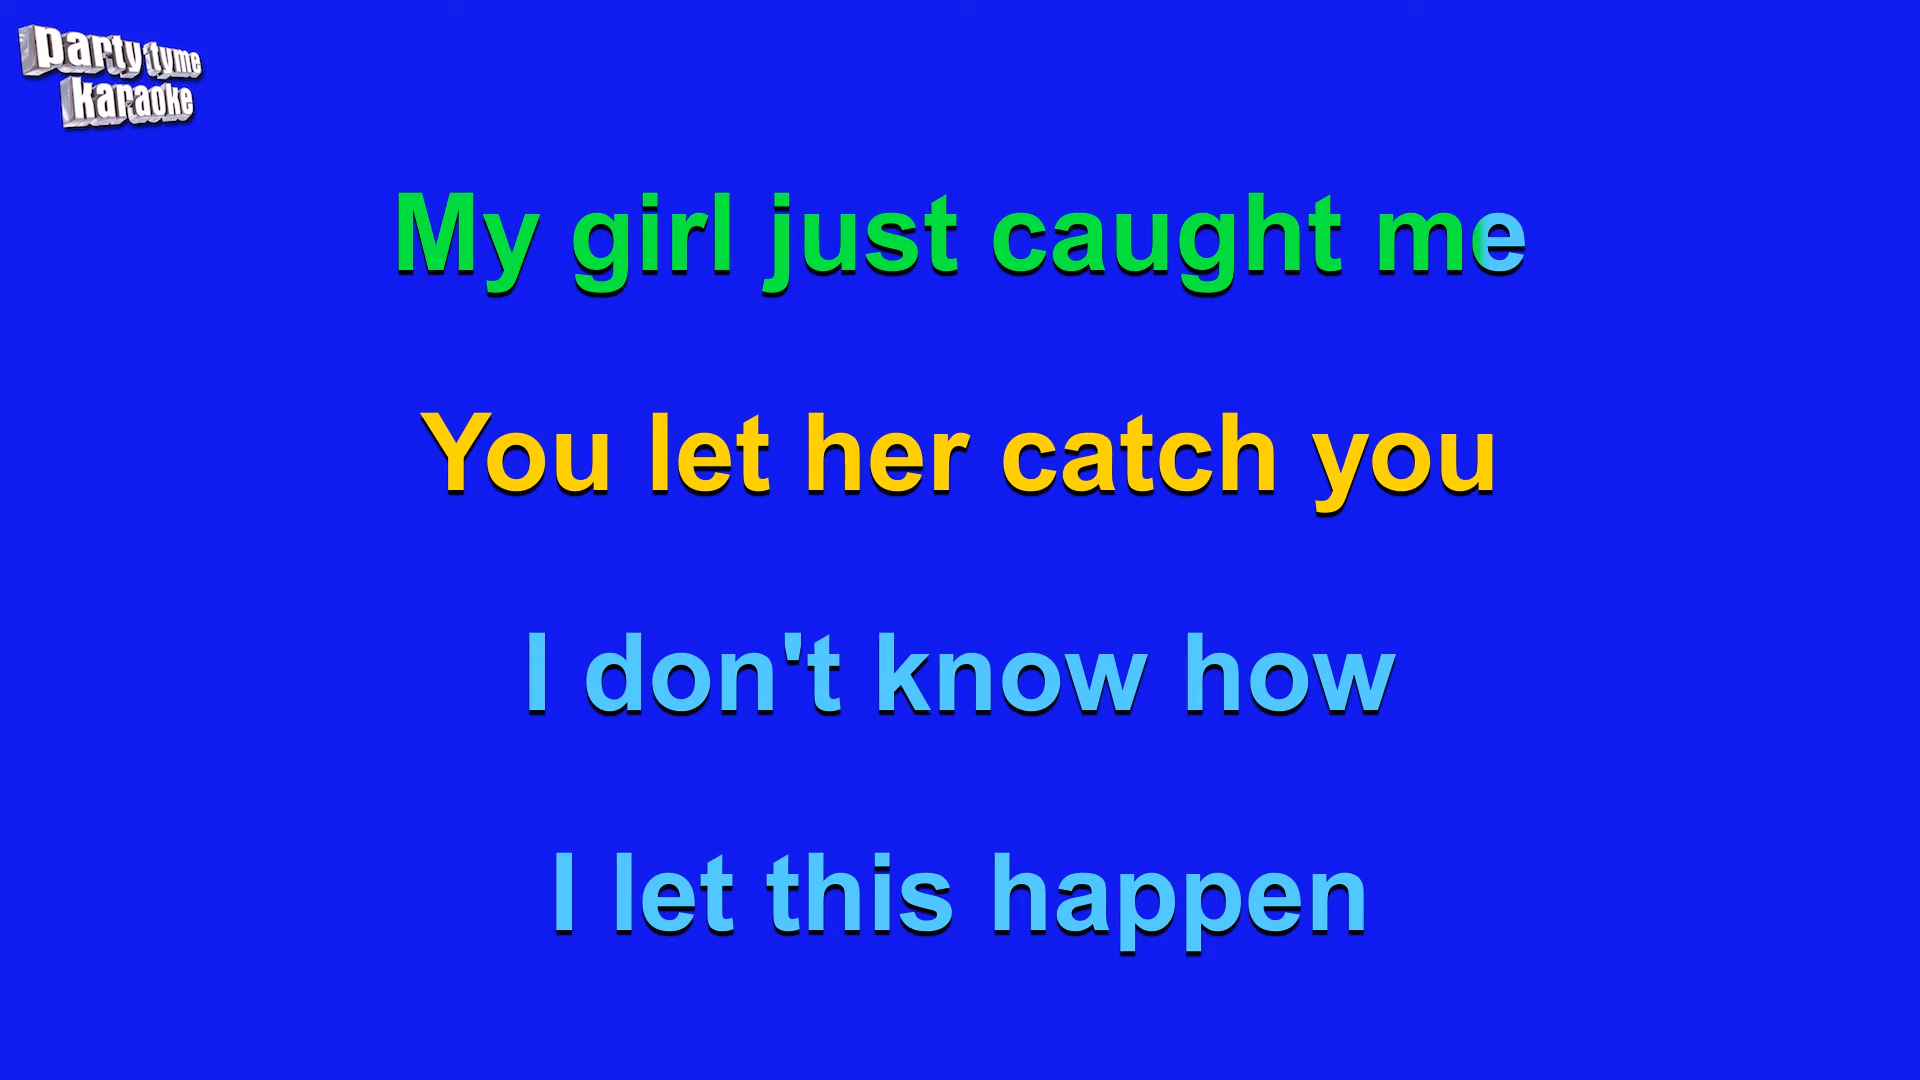 party tyme
karaoke
My girl just caught me
You let her catch you
I don't know how
I let this happen